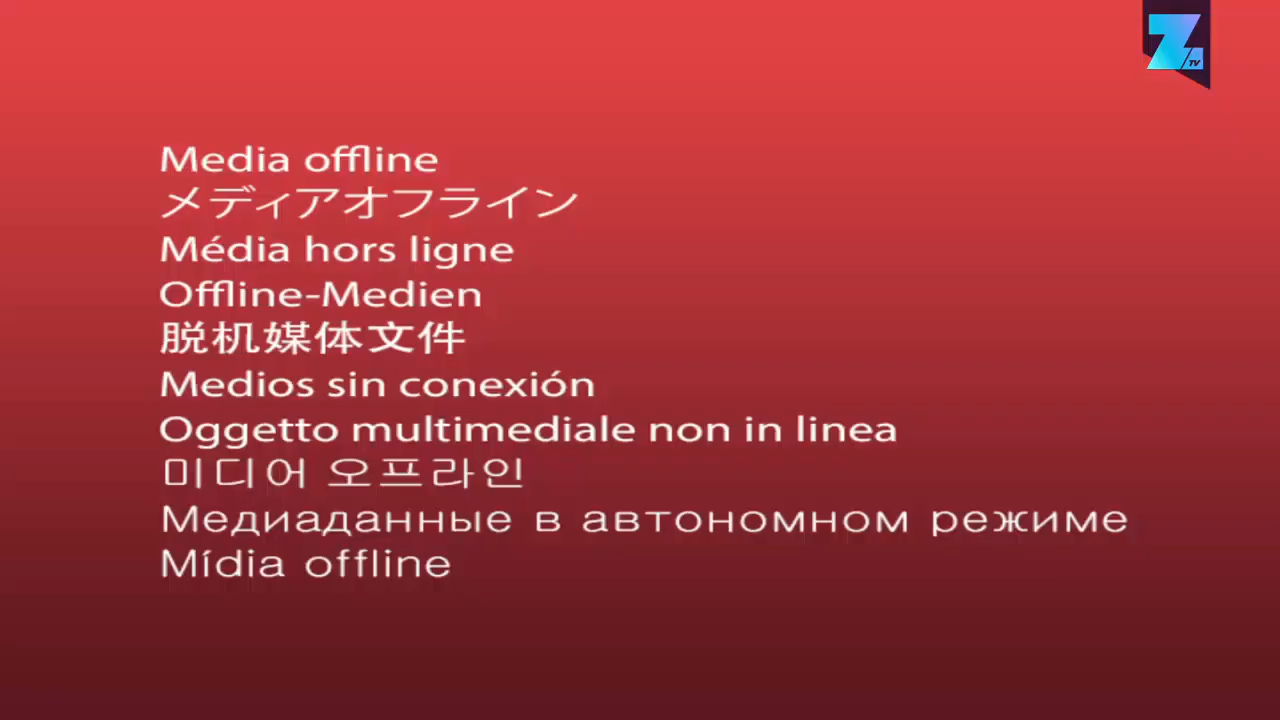 Z TV
Media offline
メディアオフライン
Média hors ligne
Offline-Medien
脱机媒体文件
Medios sin conexión
Oggetto multimediale non in linea
미디어 오프라인
Медиаданные в автономном режиме
Mídia offline